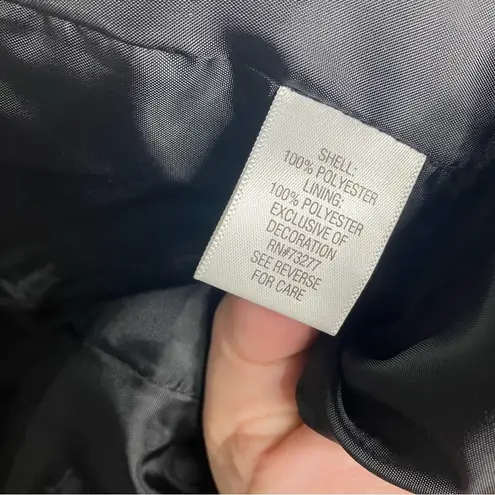 SHELL:
100% POLYESTER
LINING:
100% POLYESTER
EXCLUSIVE OF
DECORATION
RN#73277
SEE REVERSE
FOR CARE